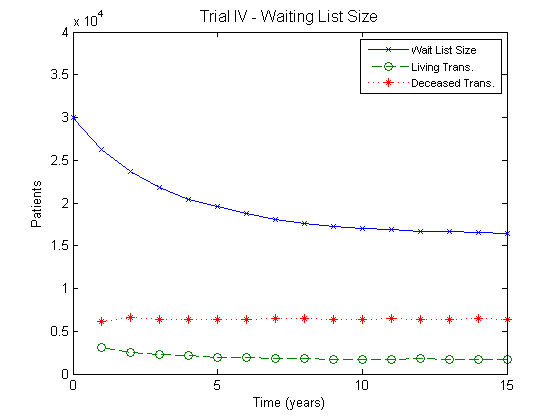 Trial IV - Waiting List Size
x 10^4
4
3.5
3
2.5
2
1.5
1
0.5
0
Patients
Wait List Size
Living Trans.
Deceased Trans.
0 5 10 15
Time (years)